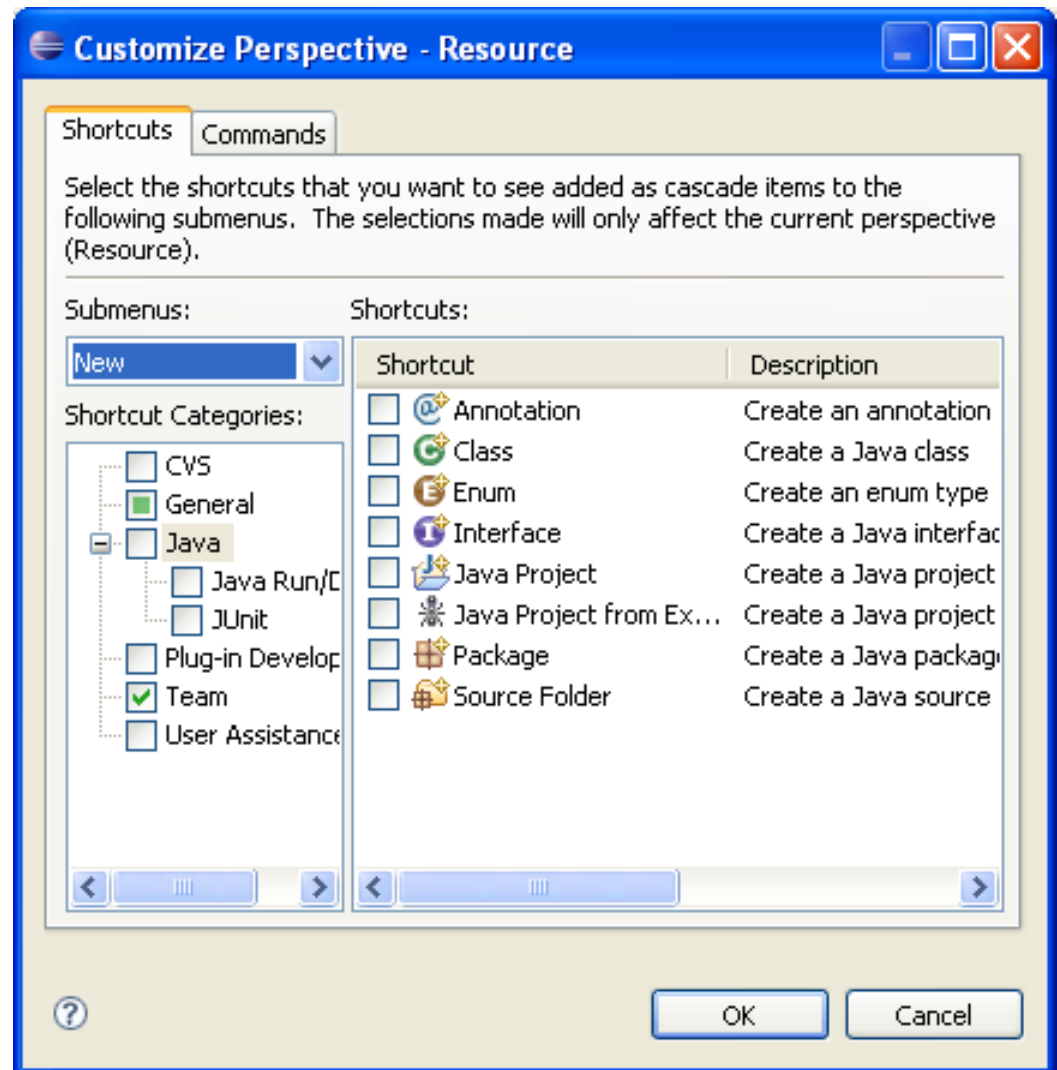 Customize Perspective - Resource
Shortcuts
Commands
Select the shortcuts that you want to see added as cascade items to the
following submenus.  The selections made will only affect the current perspective
(Resource).
Submenus:
New
Shortcut Categories:
CVS
General
Java
Java Run/D
JUnit
Plug-in Develop
Team
User Assistance
Shortcuts:
Shortcut Description
Annotation Create an annotation
Class Create a Java class
Enum Create an enum type
Interface Create a Java interfac
Java Project Create a Java project
Java Project from Ex... Create a Java project
Package Create a Java packag
Source Folder Create a Java source
OK
Cancel